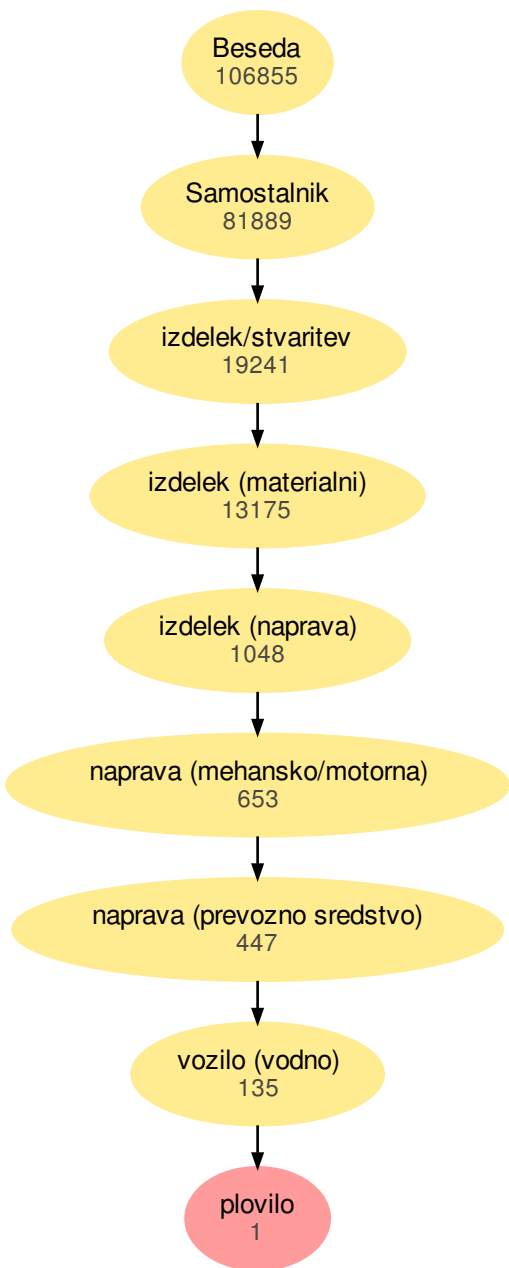 Beseda
106855
Samostalnik
81889
izdelek/stvaritev
19241
izdelek (materialni)
13175
izdelek (naprava)
1048
naprava (mehansko/motorna)
653
naprava (prevozno sredstvo)
447
vozilo (vodno)
135
plovilo
1